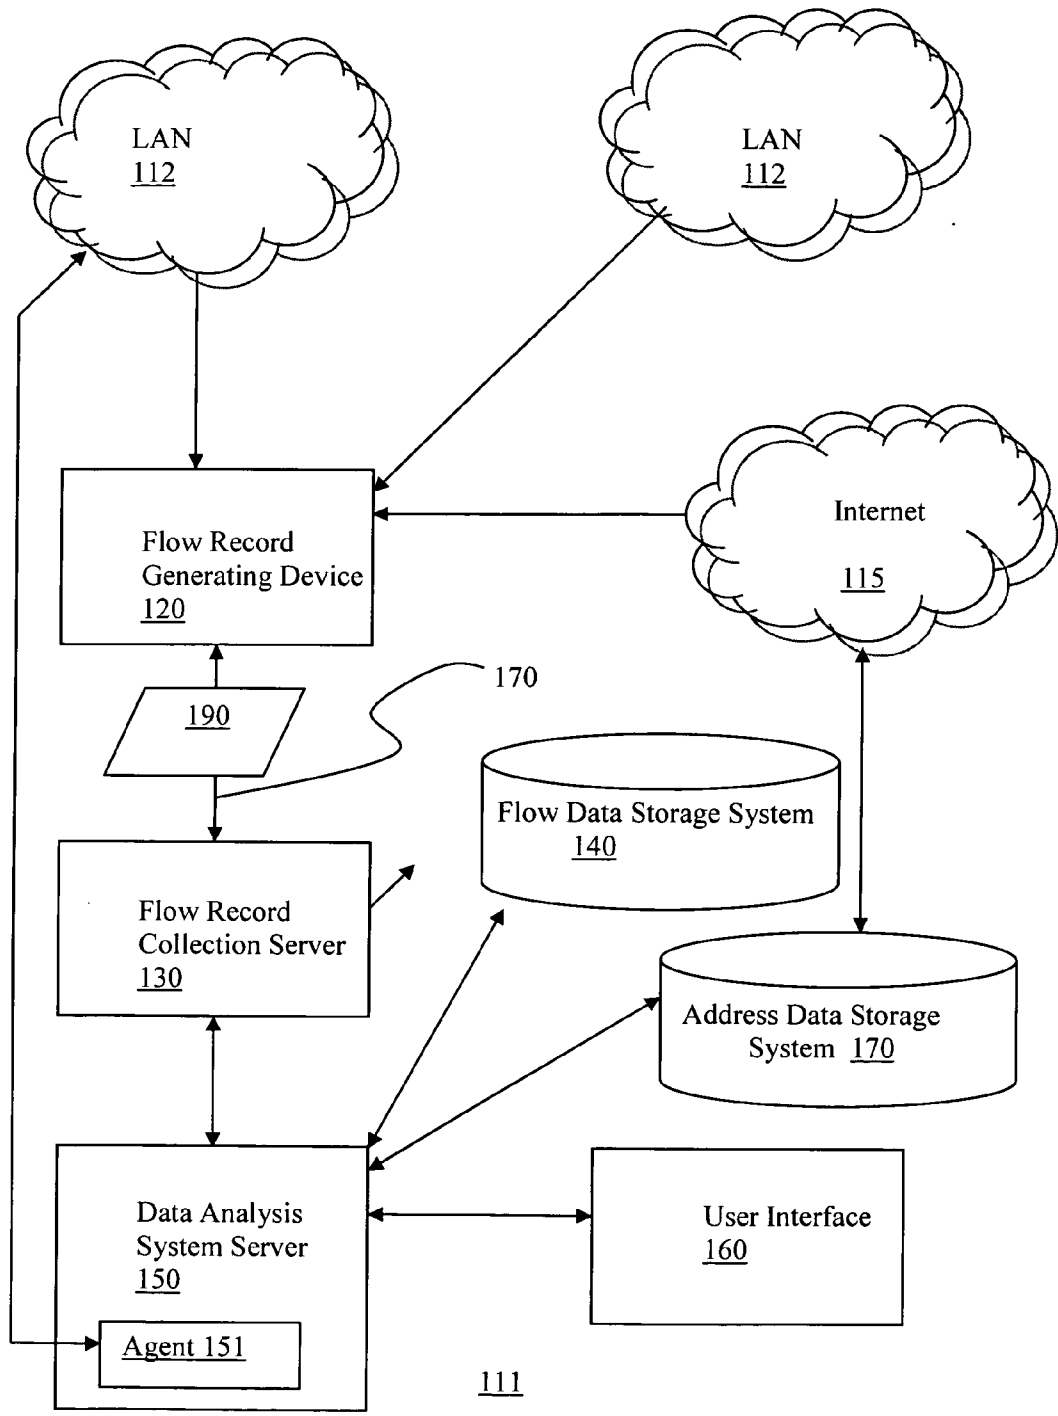 LAN
112
LAN
112
Internet
115
Flow Record
Generating Device
120
170
190
Flow Data Storage System
140
Flow Record
Collection Server
130
Address Data Storage
System 170
Data Analysis
System Server
150
User Interface
160
Agent 151
111